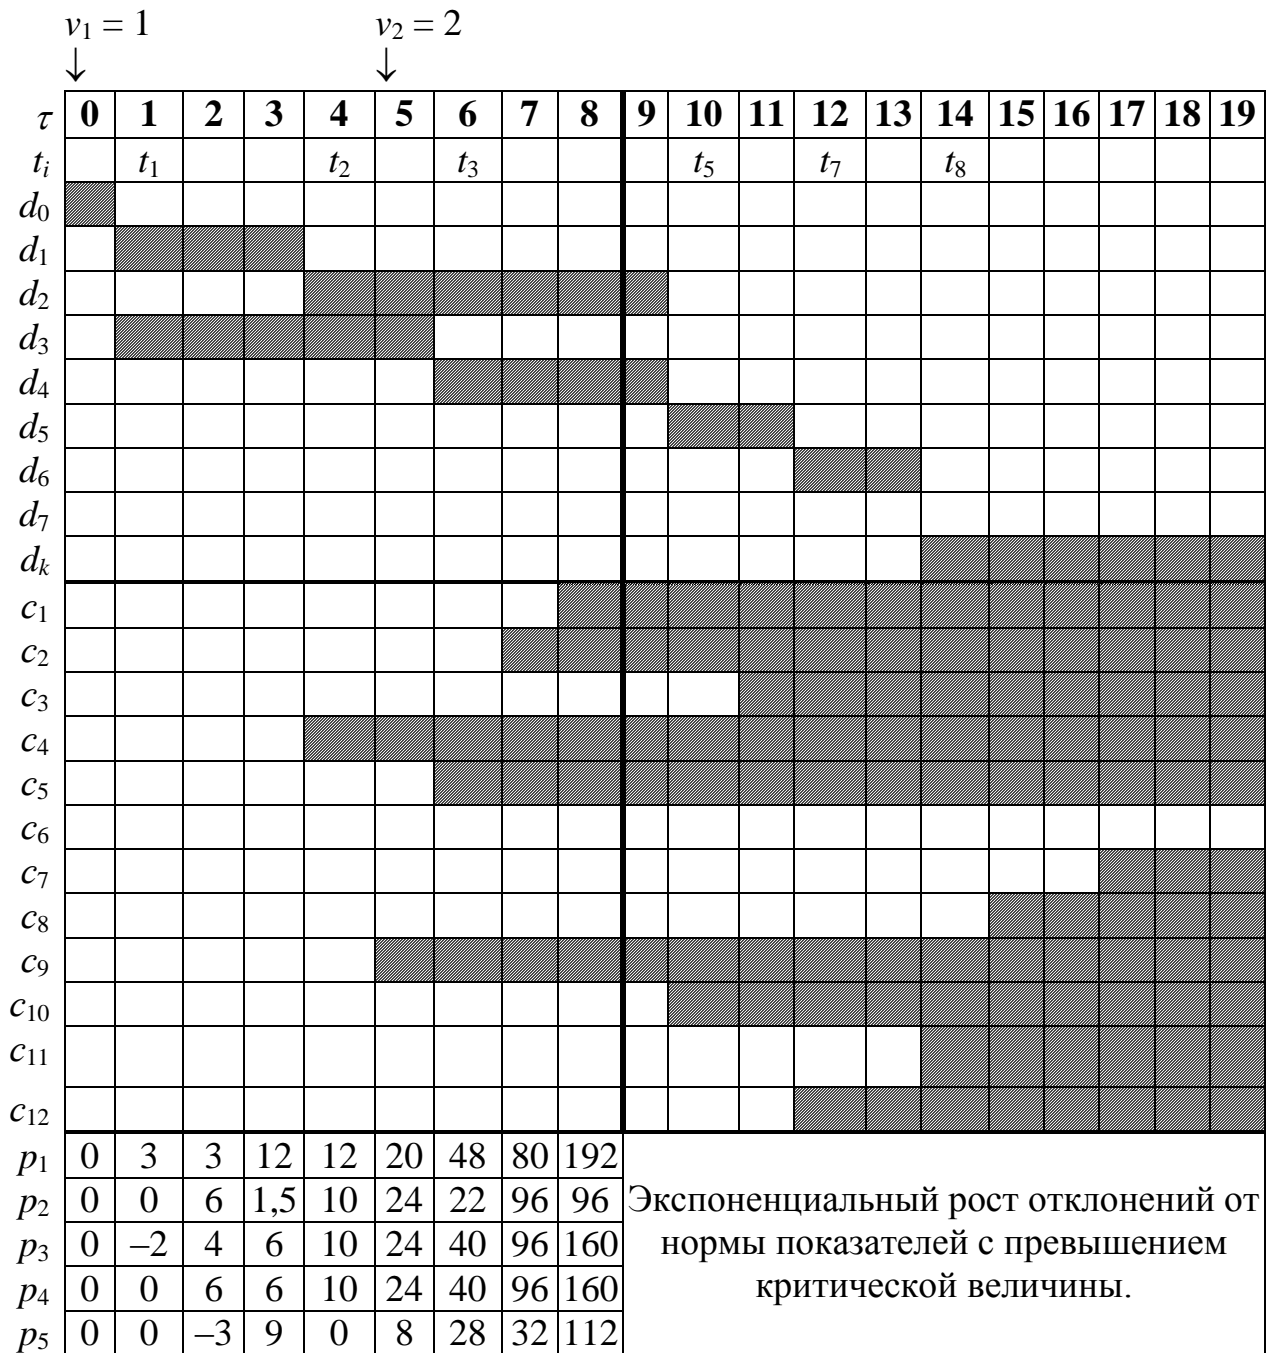 v1 = 1 v2 = 2
↓ ↓
τ 0 1 2 3 4 5 6 7 8 9 10 11 12 13 14 15 16 17 18 19
ti t1 t2 t3 t5 t7 t8
d0
d1
d2
d3
d4
d5
d6
d7
dk
c1
c2
c3
c4
c5
c6
c7
c8
c9
c10
c11
c12
p1 0 3 3 12 12 20 48 80 192
p2 0 0 6 1,5 10 24 22 96 96
p3 0 –2 4 6 10 24 40 96 160
p4 0 0 6 6 10 24 40 96 160
p5 0 0 –3 9 0 8 28 32 112
Экспоненциальный рост отклонений от
нормы показателей с превышением
критической величины.